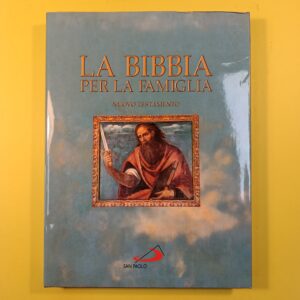 LA BIBBIA
PER LA FAMIGLIA
NUOVO TESTAMENTO
SAN PAOLO